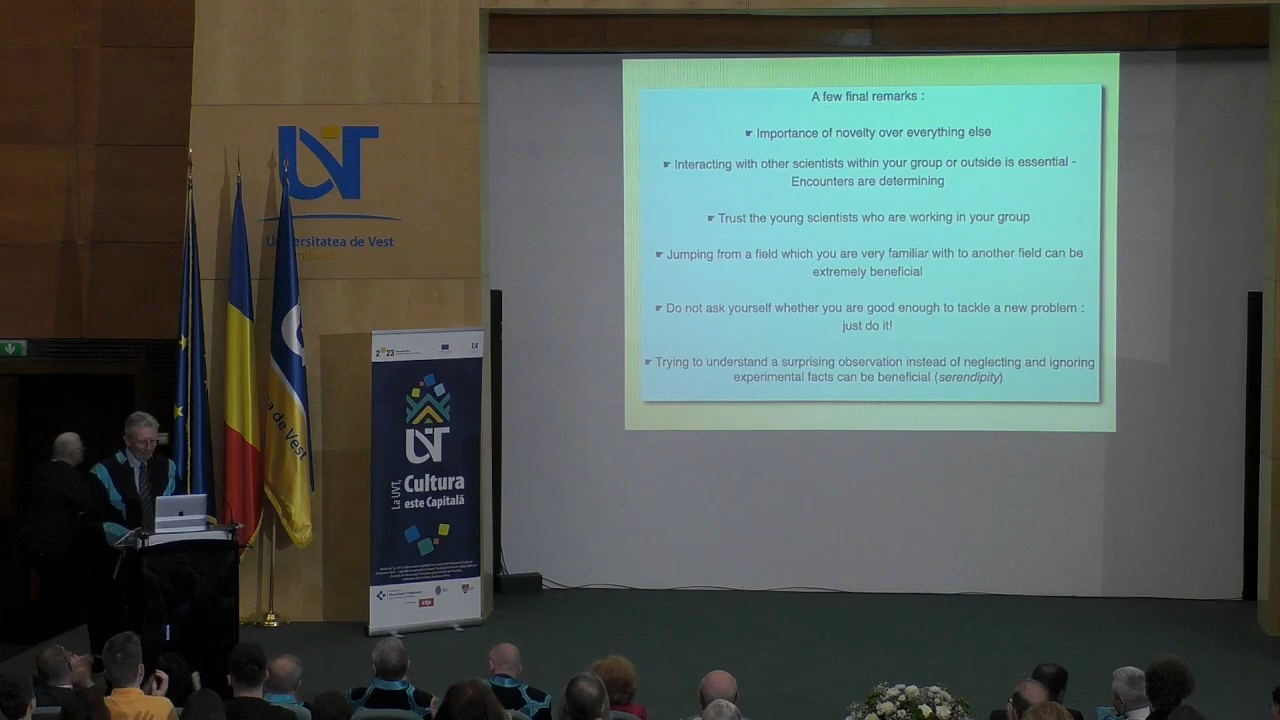 A few final remarks :
☛ Importance of novelty over everything else
☛ Interacting with other scientists within your group or outside is essential -
Encounters are determining
☛ Trust the young scientists who are working in your group
☛ Jumping from a field which you are very familiar with to another field can be
extremely beneficial
☛ Do not ask yourself whether you are good enough to tackle a new problem :
just do it!
☛ Trying to understand a surprising observation instead of neglecting and ignoring
experimental facts can be beneficial (serendipity)
UVT
Universitatea de Vest
a de Vest
2023
UVT
La UVT,
Cultura
este Capitală